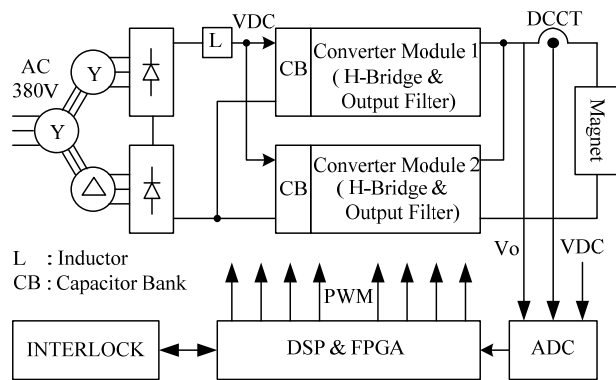 AC
380V
Y
Y
△
L
VDC
CB
Converter Module 1
( H-Bridge &
Output Filter)
DCCT
Magnet
CB
Converter Module 2
( H-Bridge &
Output Filter)
L : Inductor
CB : Capacitor Bank
PWM
Vo
VDC
INTERLOCK
DSP & FPGA
ADC